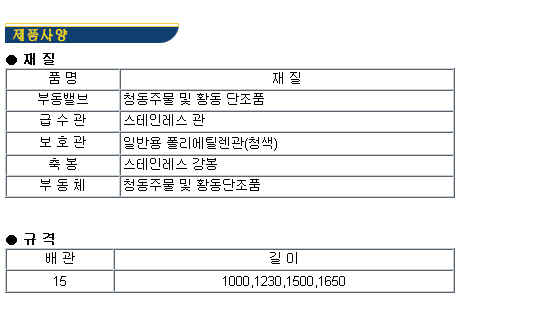 제품사양
● 재 질
품 명 재 질
부동밸브 청동주물 및 황동 단조품
급 수 관 스테인레스 관
보 호 관 일반용 폴리에틸렌관(청색)
축 봉 스테인레스 강봉
부 동 체 청동주물 및 황동단조품
● 규 격
배 관 길 미
15 1000,1230,1500,1650